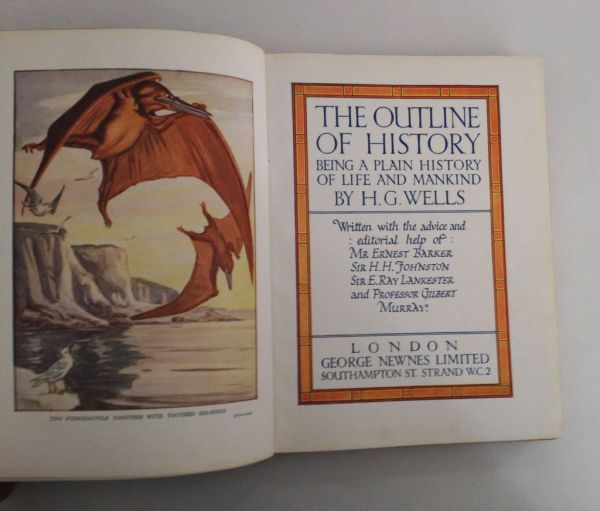 TWO PTERODACTYLS TOGETHER WITH TOOTHED SEA-BIRDS
THE OUTLINE
OF HISTORY
BEING A PLAIN HISTORY
OF LIFE AND MANKIND
BY H. G. WELLS
Written with the advice and
: editorial help of :
MR ERNEST BARKER
SIR H. H. JOHNSTON
SIR E. RAY LANKESTER
and PROFESSOR GILBERT
MURRAY.
LONDON
GEORGE NEWNES LIMITED
SOUTHAMPTON ST. STRAND W.C.2